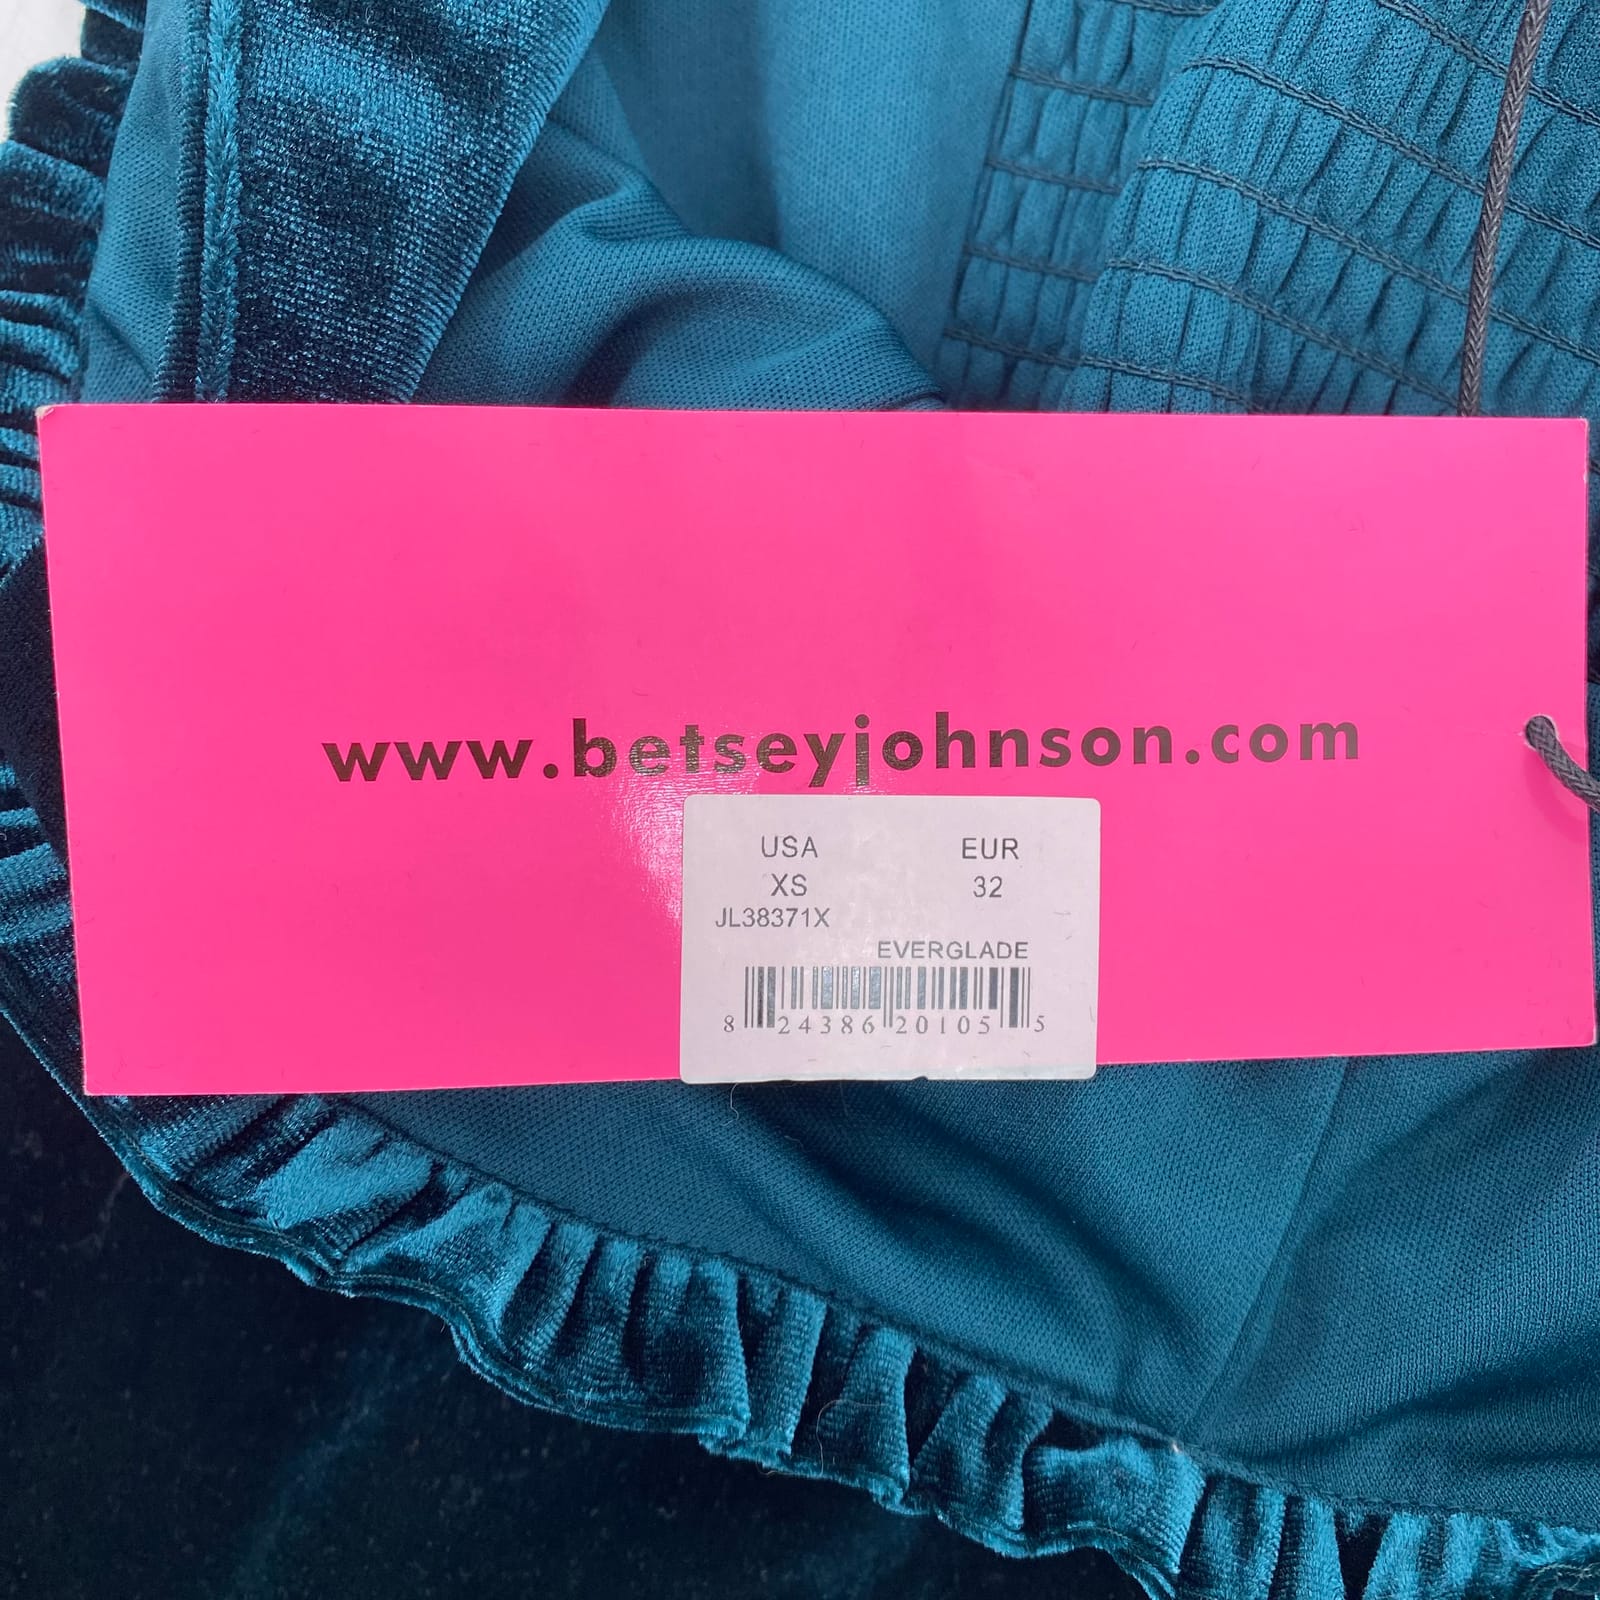 www.betseyjohnson.com
USA EUR
XS 32
JL38371X
EVERGLADE
8 24386 20105 5